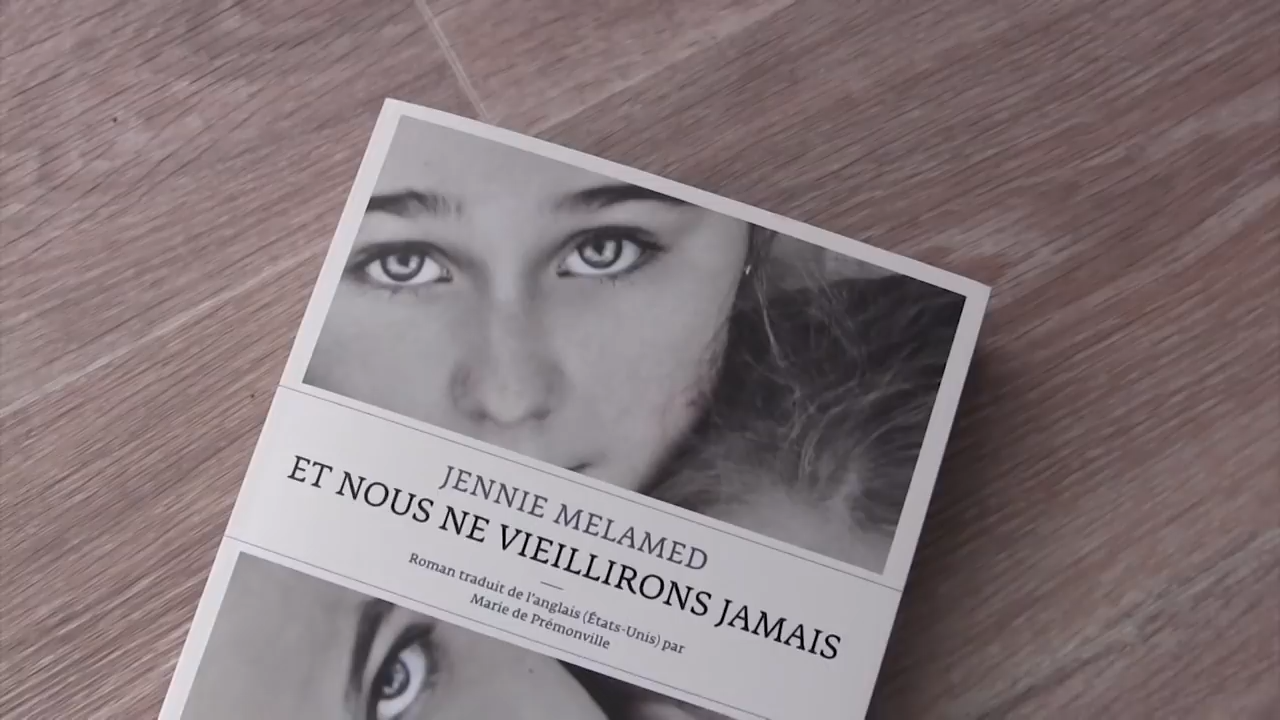 JENNIE MELAMED
ET NOUS NE VIEILLIRONS JAMAIS
Roman traduit de l'anglais (États-Unis) par
Marie de Prémonville